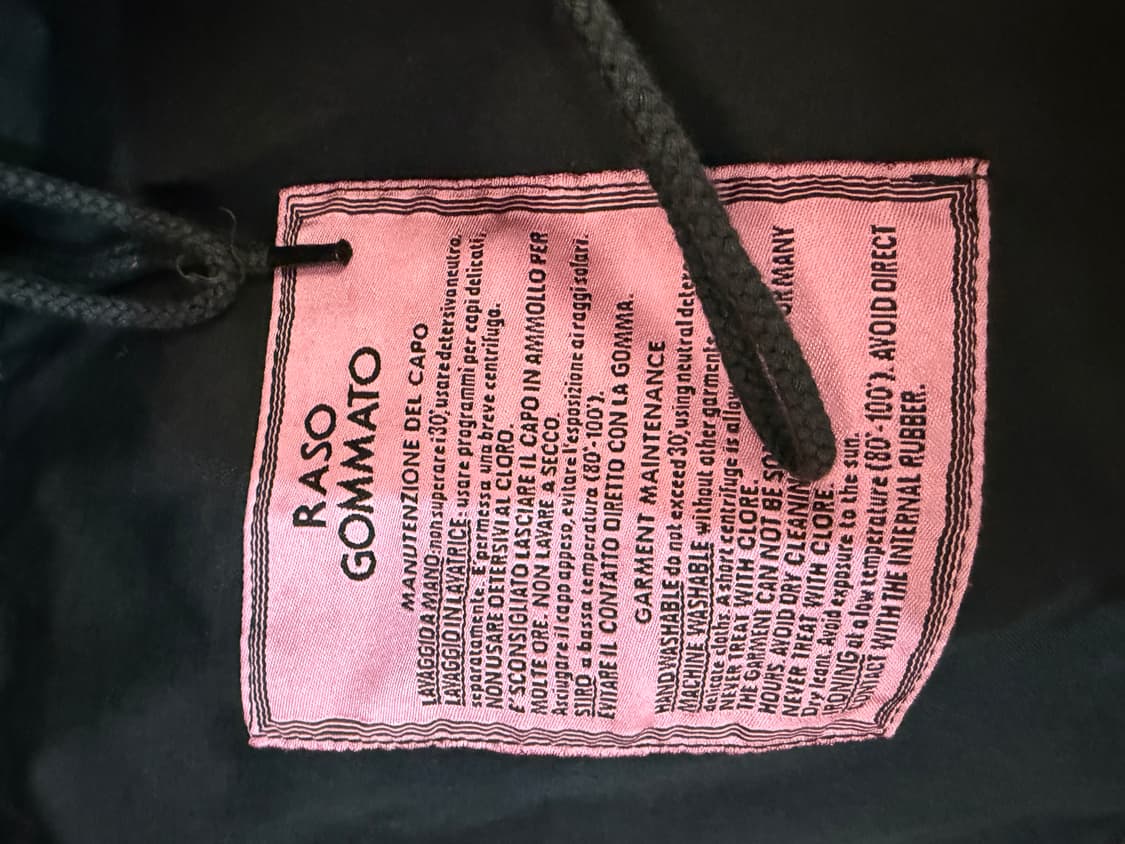 RASO
GOMMATO
MANUTENZIONE DEL CAPO
LAVAGGIO A MANO: non superare i 30°, usare detersivo neutro.
LAVAGGIO IN LAVATRICE: usare programmi per capi delicati,
separatamente. E' permessa una breve centrifuga.
NON USARE DETERSIVI AL CLORO.
E' SCONSIGLIATO LASCIARE IL CAPO IN AMMOLLO PER
MOLTE ORE. NON LAVARE A SECCO.
Asciugare il capo appeso, evitare l'esposizione ai raggi solari.
STIRO a bassa temperatura (80°-100°).
EVITARE IL CONTATTO DIRETTO CON LA GOMMA.
GARMENT MAINTENANCE
HAND WASHABLE do not exceed 30°, using neutral
MACHINE WASHABLE without other garments
delicate cloths. A short centrifuge is
NEVER TREAT WITH CLORE.
THE GARMENT CAN NOT BE MANY
HOURS AVOID DRY
NEVER TREAT WITH CLORE
Dry leant. Avoid exposure to the sun.
IRONING at a low temperature (80°-100°). AVOID DIRECT
CONTACT WITH THE INTERNAL RUBBER.